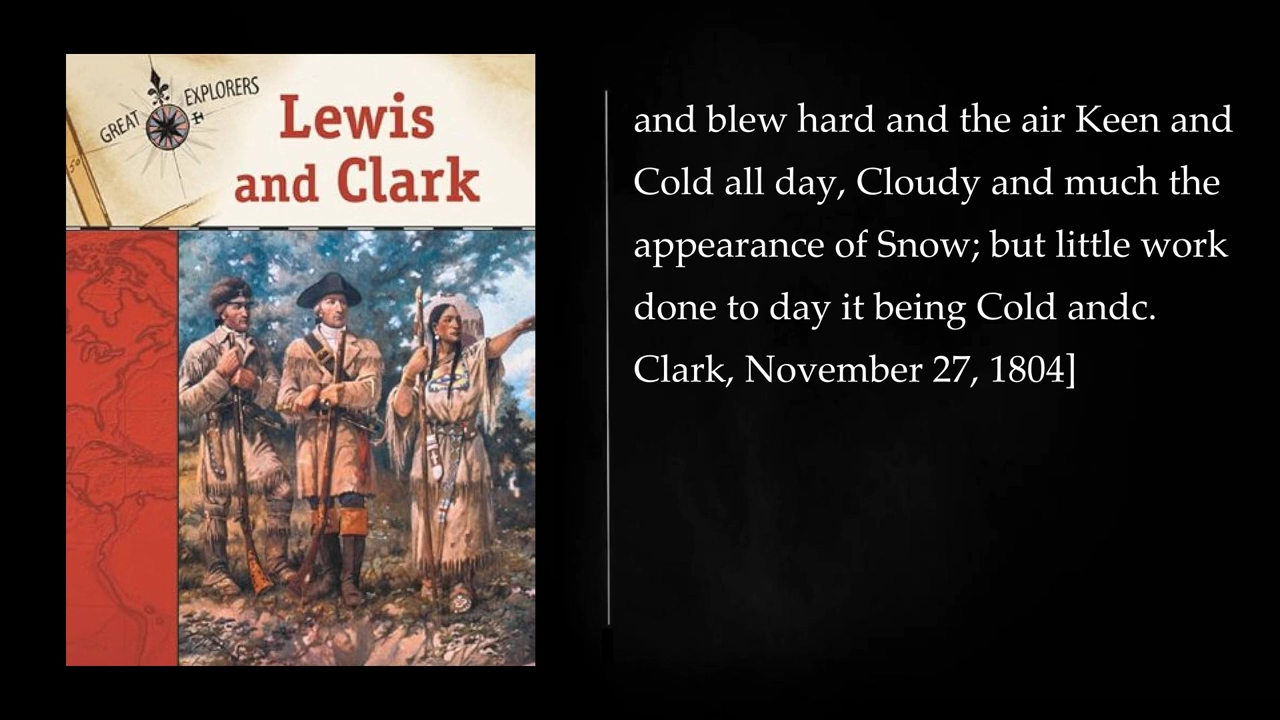 GREAT EXPLORERS
Lewis
and Clark
and blew hard and the air Keen and
Cold all day, Cloudy and much the
appearance of Snow; but little work
done to day it being Cold andc.
Clark, November 27, 1804]